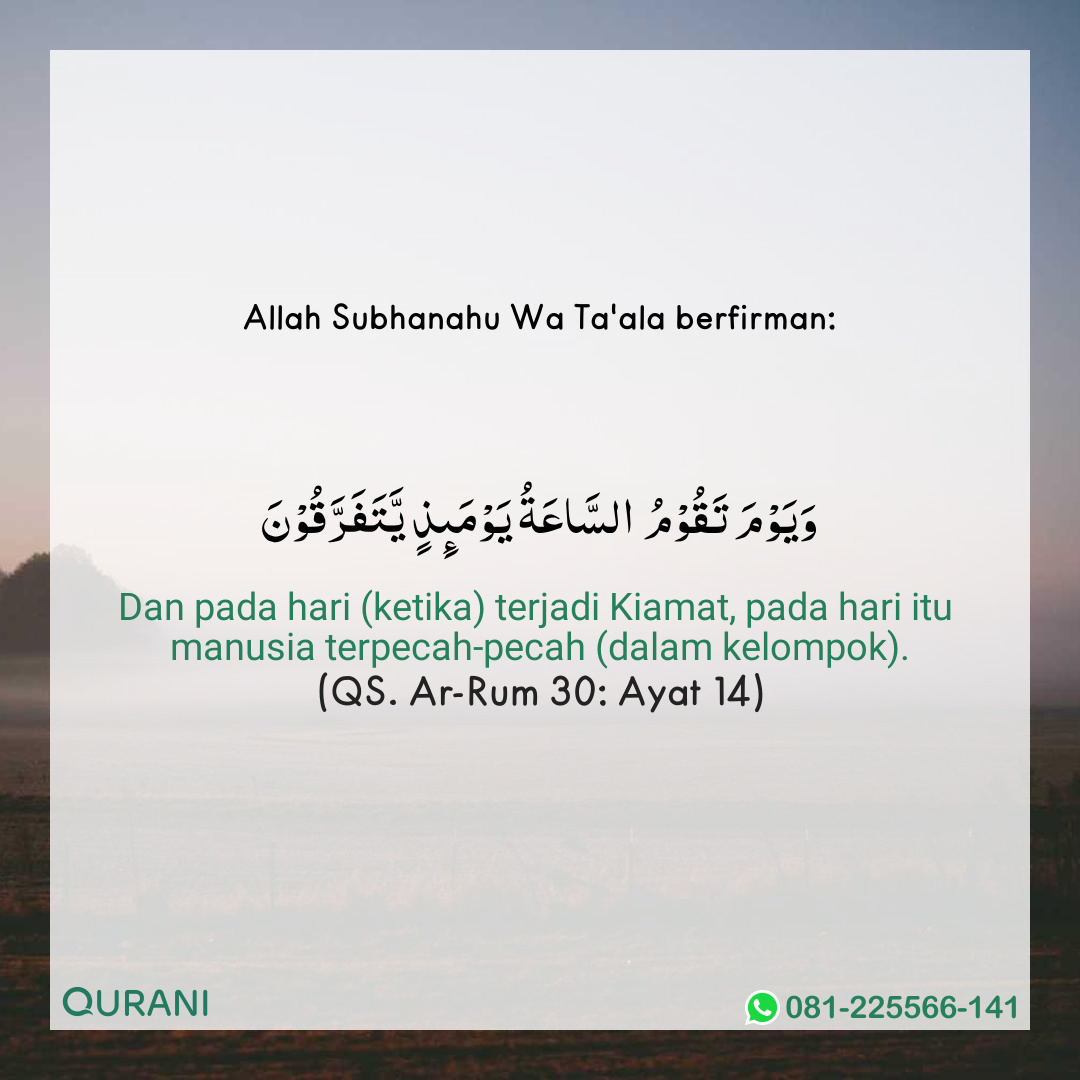 Allah Subhanahu Wa Ta'ala berfirman:
وَيَوْمَ تَقُوْمُ السَّاعَةُ يَوْمَىِٕذٍ يَّتَفَرَّقُوْنَ
Dan pada hari (ketika) terjadi Kiamat, pada hari itu
manusia terpecah-pecah (dalam kelompok).
(QS. Ar-Rum 30: Ayat 14)
QURANI
081-225566-141